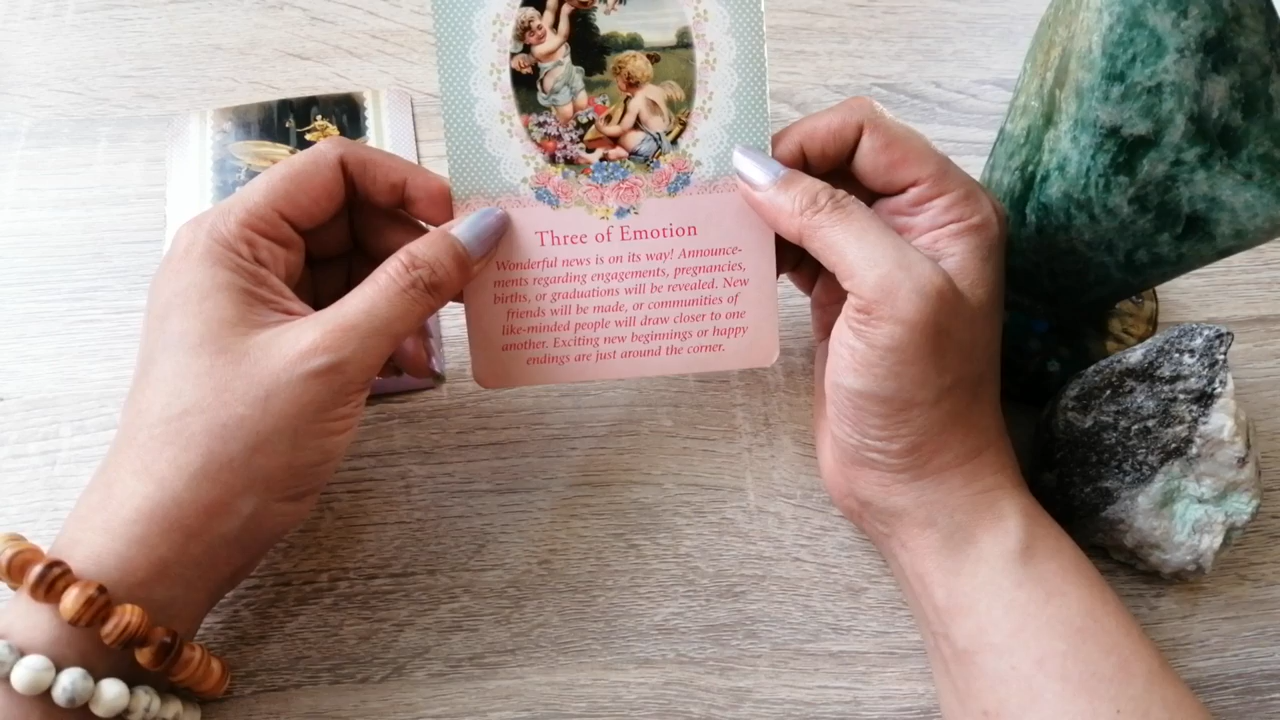 Three of Emotion
Wonderful news is on its way! Announce-
ments regarding engagements, pregnancies,
births, or graduations will be revealed. New
friends will be made, or communities of
like-minded people will draw closer to one
another. Exciting new beginnings or happy
endings are just around the corner.